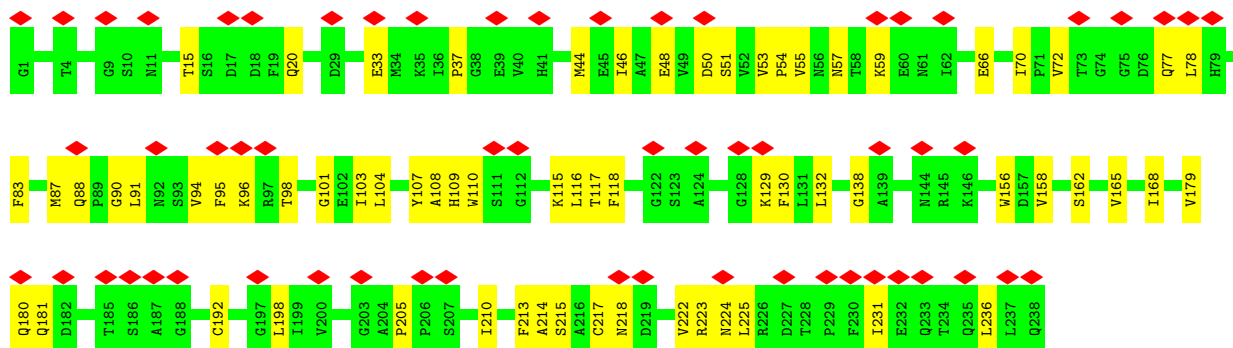 G1 T4 G9 S10 N11 T15 S16 D17 D18 F19 Q20 D29 E33 M34 K35 I36 P37 G38 E39 V40 H41 M44 E45 I46 A47 E48 V49 D50 S51 V52 V53 P54 V55 N56 N57 T58 K59 E60 N61 I62 E66 I70 P71 V72 T73 G74 G75 D76 Q77 L78 H79
F83 M87 Q88 P89 G90 L91 N92 S93 V94 F95 K96 R97 T98 G101 E102 I103 L104 Y107 A108 H109 W110 S111 G112 K115 L116 T117 F118 G122 S123 A124 G128 K129 F130 L131 L132 G138 A139 N144 R145 K146 W156 D157 V158 S162 V165 I168 V179
Q180 Q181 D182 T185 S186 A187 G188 C192 G197 L198 I199 V200 G203 A204 P205 P206 S207 I210 F213 A214 S215 A216 C217 N218 D219 V222 R223 N224 L225 R226 D227 T228 P229 F230 I231 E232 Q233 T234 Q235 L236 L237 Q238